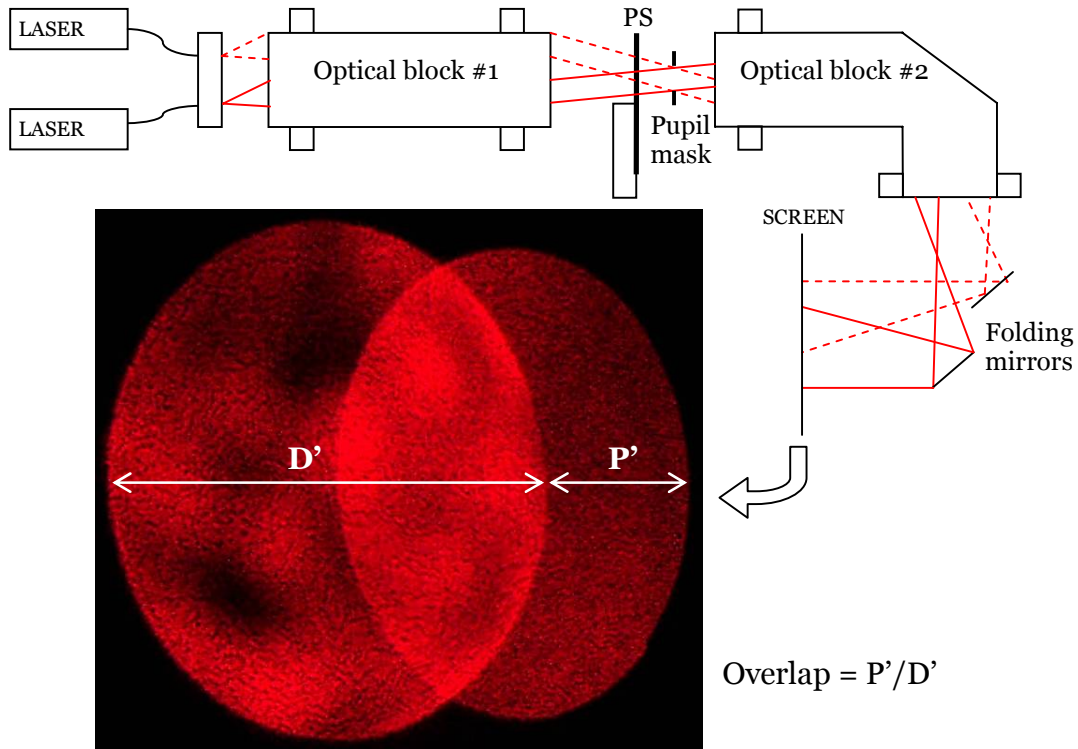 LASER
LASER
Optical block #1
PS
Pupil
mask
Optical block #2
SCREEN
Folding
mirrors
D’
P’
Overlap = P’/D’